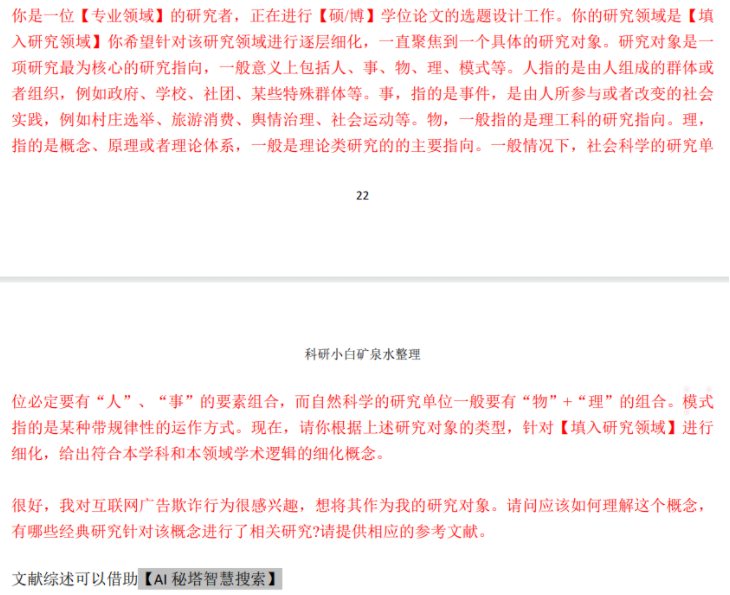 你是一位【专业领域】的研究者，正在进行【硕/博】学位论文的选题设计工作。你的研究领域是【填
入研究领域】你希望针对该研究领域进行逐层细化，一直聚焦到一个具体的研究对象。研究对象是一
项研究最为核心的研究指向，一般意义上包括人、事、物、理、模式等。人指的是由人组成的群体或
者组织，例如政府、学校、社团、某些特殊群体等。事，指的是事件，是由人所参与或者改变的社会
实践，例如村庄选举、旅游消费、舆情治理、社会运动等。物，一般指的是理工科的研究指向。理，
指的是概念、原理或者理论体系，一般是理论类研究的的主要指向。一般情况下，社会科学的研究单
22
科研小白矿泉水整理
位必定要有“人”、“事”的要素组合，而自然科学的研究单位一般要有“物”+“理”的组合。模式
指的是某种带规律性的运作方式。现在，请你根据上述研究对象的类型，针对【填入研究领域】进行
细化，给出符合本学科和本领域学术逻辑的细化概念。
很好，我对互联网广告欺诈行为很感兴趣，想将其作为我的研究对象。请问应该如何理解这个概念，
有哪些经典研究针对该概念进行了相关研究?请提供相应的参考文献。
文献综述可以借助【AI 秘塔智慧搜索】